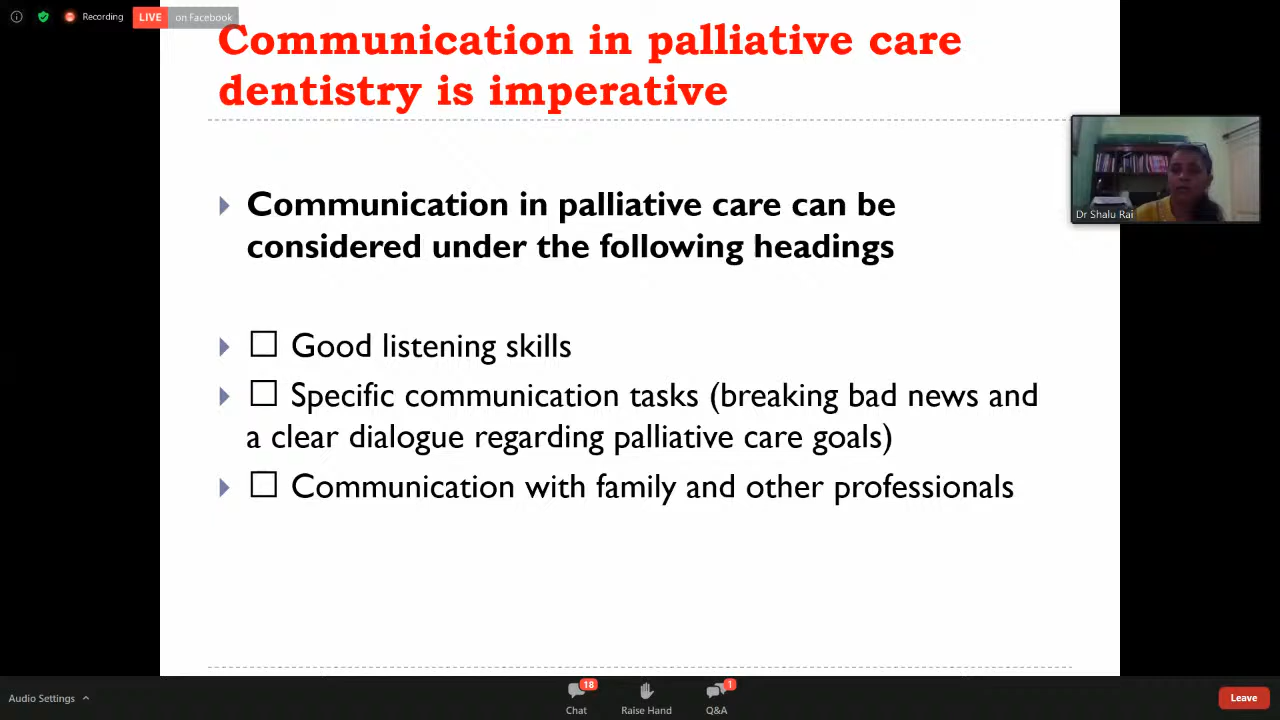 Recording
LIVE on Facebook
Communication in palliative care
dentistry is imperative
Communication in palliative care can be
considered under the following headings
☐ Good listening skills
☐ Specific communication tasks (breaking bad news and
a clear dialogue regarding palliative care goals)
☐ Communication with family and other professionals
Dr Shalu Rai
Audio Settings
18
Chat
Raise Hand
1
Q&A
Leave